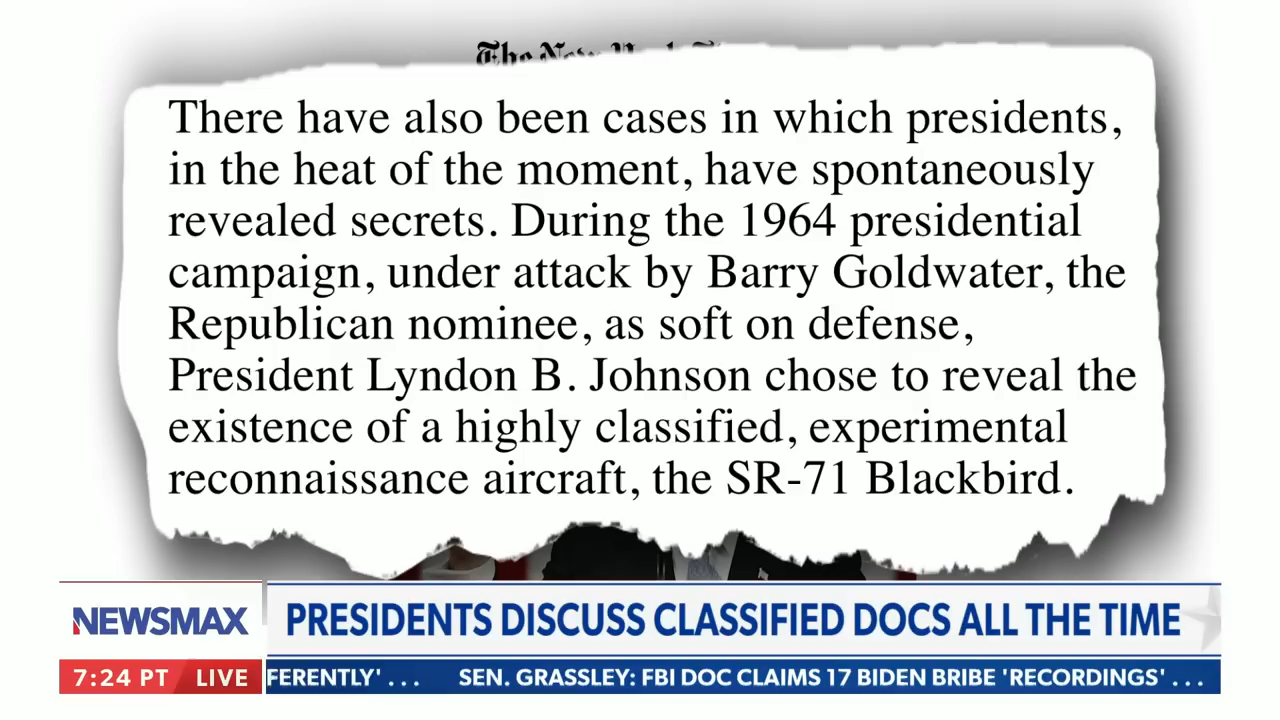 The New York
There have also been cases in which presidents,
in the heat of the moment, have spontaneously
revealed secrets. During the 1964 presidential
campaign, under attack by Barry Goldwater, the
Republican nominee, as soft on defense,
President Lyndon B. Johnson chose to reveal the
existence of a highly classified, experimental
reconnaissance aircraft, the SR-71 Blackbird.
NEWSMAX
PRESIDENTS DISCUSS CLASSIFIED DOCS ALL THE TIME
7:24 PT LIVE
FERENTLY' . . . SEN. GRASSLEY: FBI DOC CLAIMS 17 BIDEN BRIBE 'RECORDINGS' . . .